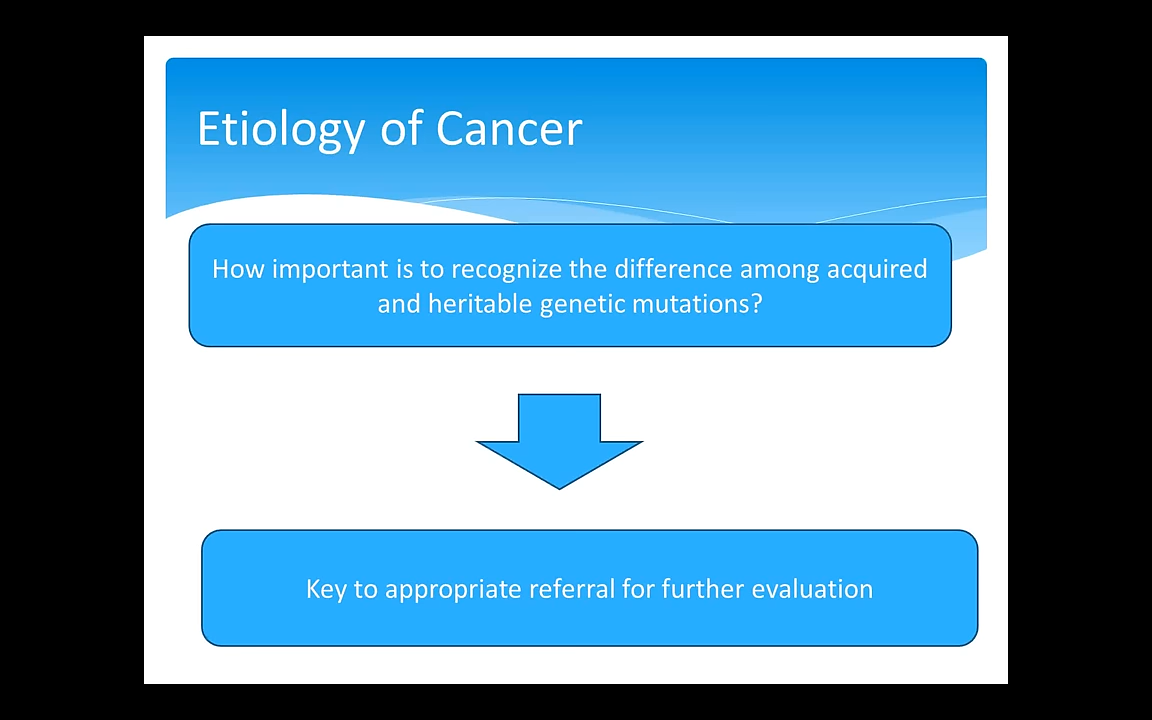 Etiology of Cancer
How important is to recognize the difference among acquired
and heritable genetic mutations?
Key to appropriate referral for further evaluation